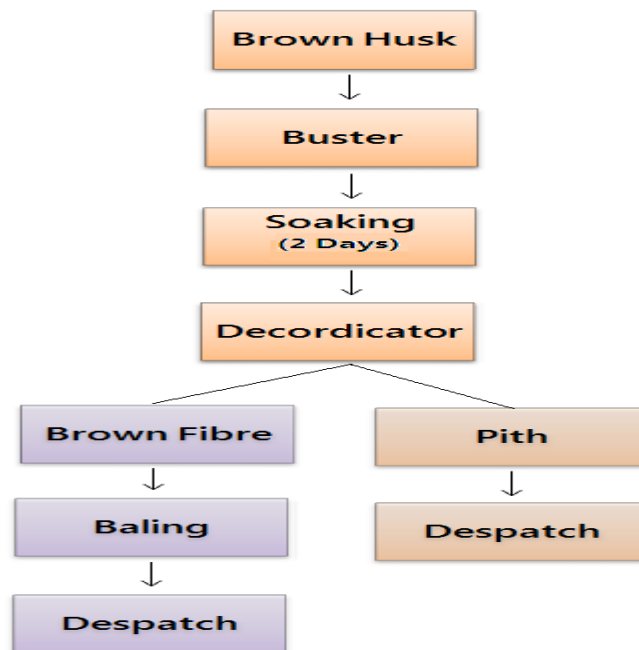 Brown Husk
Buster
Soaking
(2 Days)
Decordicator
Brown Fibre
Pith
Baling
Despatch
Despatch